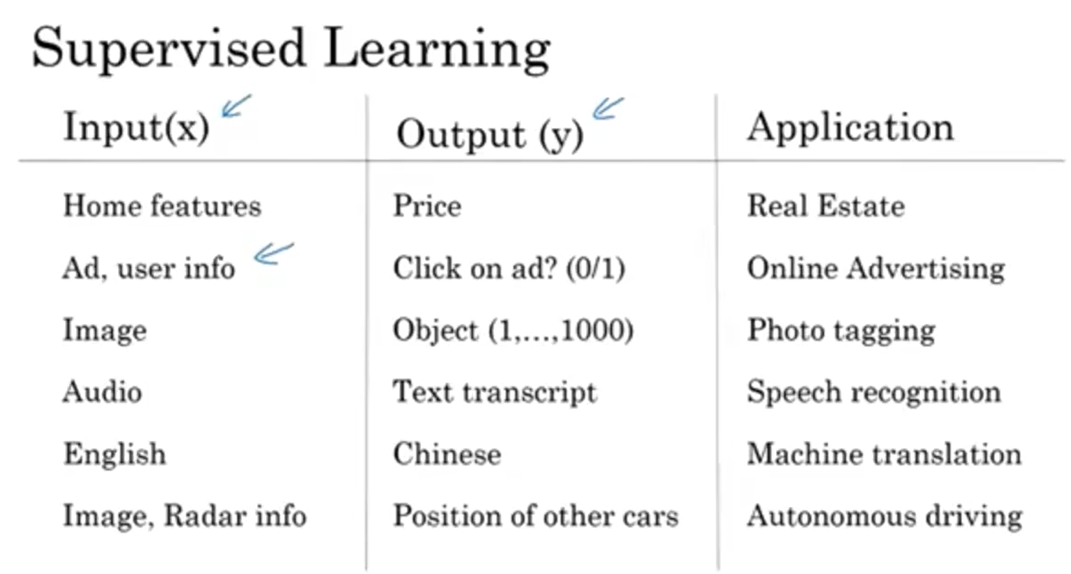 Supervised Learning
Input(x) Output (y) Application
Home features Price Real Estate
Ad, user info Click on ad? (0/1) Online Advertising
Image Object (1,...,1000) Photo tagging
Audio Text transcript Speech recognition
English Chinese Machine translation
Image, Radar info Position of other cars Autonomous driving